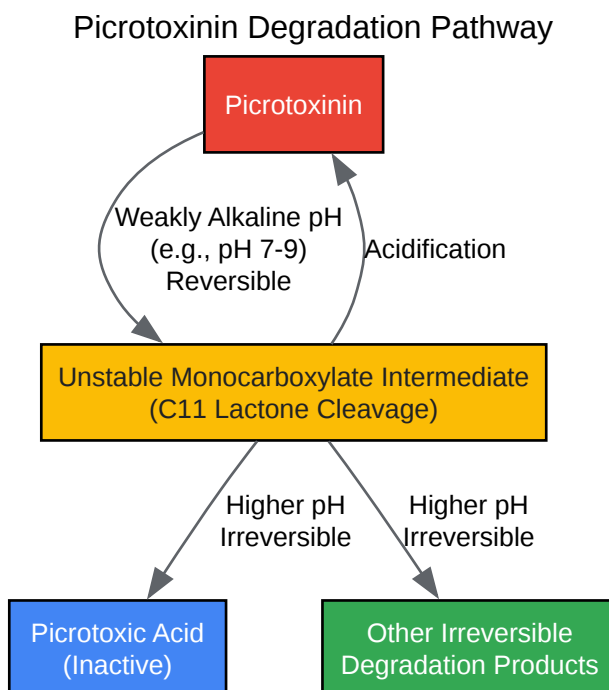 Picrotoxinin Degradation Pathway
Picrotoxinin
Weakly Alkaline pH
(e.g., pH 7-9)
Reversible
Acidification
Unstable Monocarboxylate Intermediate
(C11 Lactone Cleavage)
Higher pH
Irreversible
Higher pH
Irreversible
Picrotoxic Acid
(Inactive)
Other Irreversible
Degradation Products